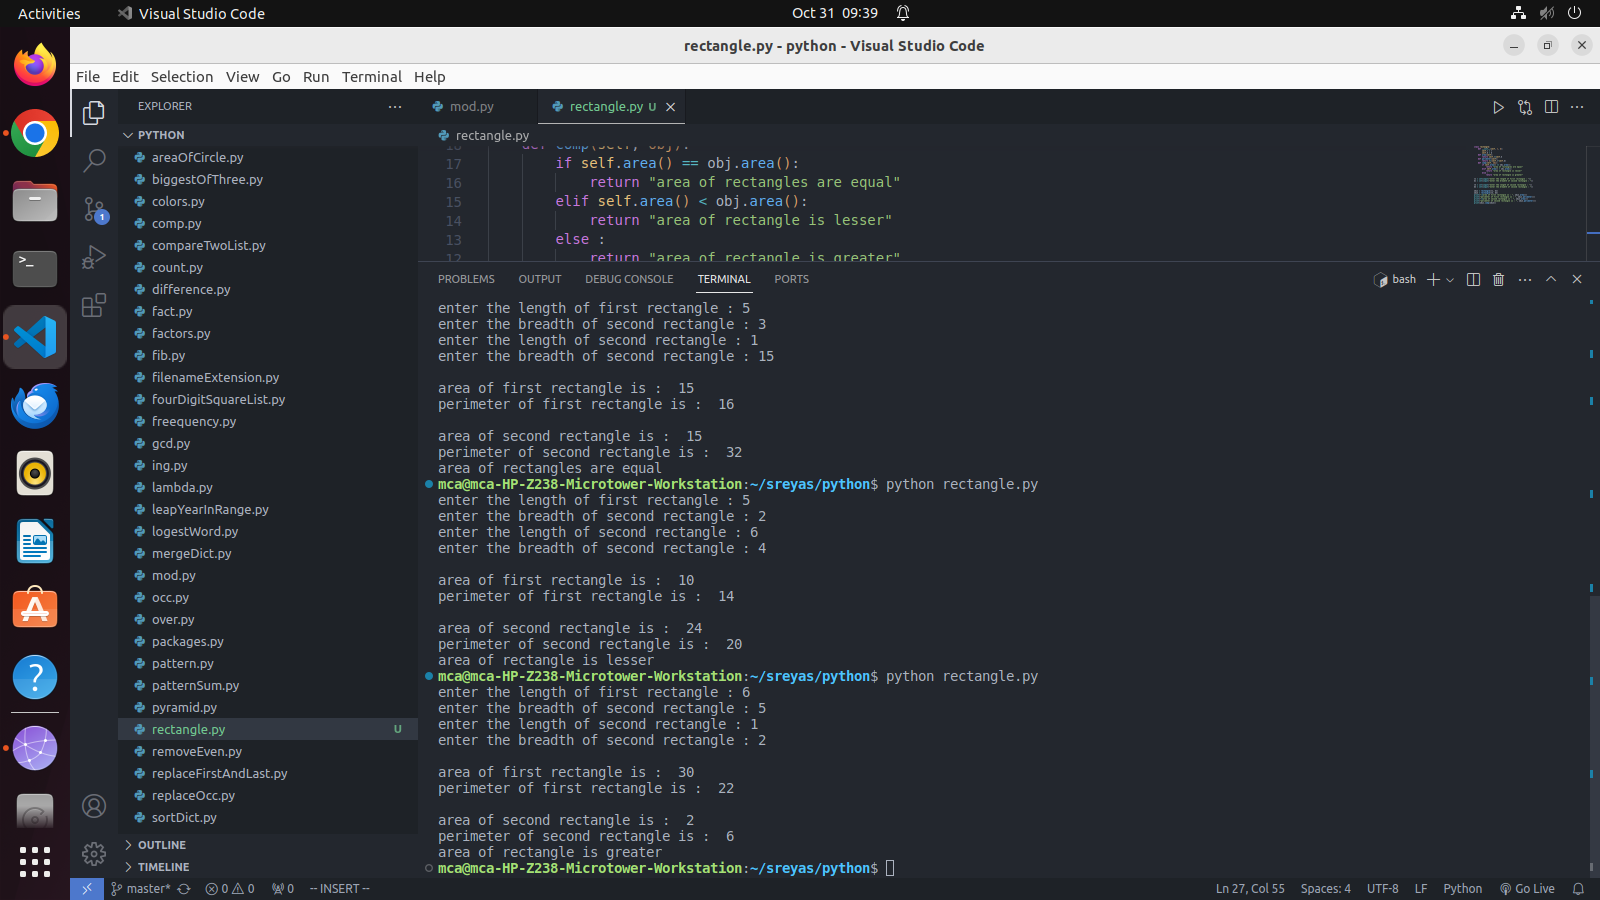 Activities
Visual Studio Code
Oct 31 09:39
rectangle.py - python - Visual Studio Code
File Edit Selection View Go Run Terminal Help
EXPLORER
PYTHON
areaOfCircle.py
biggestOfThree.py
colors.py
comp.py
compareTwoList.py
count.py
difference.py
fact.py
factors.py
fib.py
filenameExtension.py
fourDigitSquareList.py
freequency.py
gcd.py
ing.py
lambda.py
leapYearInRange.py
logestWord.py
mergeDict.py
mod.py
occ.py
over.py
packages.py
pattern.py
patternSum.py
pyramid.py
rectangle.py U
removeEven.py
replaceFirstAndLast.py
replaceOcc.py
sortDict.py
OUTLINE
TIMELINE
1
mod.py
rectangle.py U
rectangle.py
18 def comp(self, obj):
17 if self.area() == obj.area():
16 return "area of rectangles are equal"
15 elif self.area() < obj.area():
14 return "area of rectangle is lesser"
13 else :
12 return "area of rectangle is greater"
PROBLEMS OUTPUT DEBUG CONSOLE TERMINAL PORTS
bash
enter the length of first rectangle : 5
enter the breadth of second rectangle : 3
enter the length of second rectangle : 1
enter the breadth of second rectangle : 15
area of first rectangle is :  15
perimeter of first rectangle is :  16
area of second rectangle is :  15
perimeter of second rectangle is :  32
area of rectangles are equal
mca@mca-HP-Z238-Microtower-Workstation:~/sreyas/python$ python rectangle.py
enter the length of first rectangle : 5
enter the breadth of second rectangle : 2
enter the length of second rectangle : 6
enter the breadth of second rectangle : 4
area of first rectangle is :  10
perimeter of first rectangle is :  14
area of second rectangle is :  24
perimeter of second rectangle is :  20
area of rectangle is lesser
mca@mca-HP-Z238-Microtower-Workstation:~/sreyas/python$ python rectangle.py
enter the length of first rectangle : 6
enter the breadth of second rectangle : 5
enter the length of second rectangle : 1
enter the breadth of second rectangle : 2
area of first rectangle is :  30
perimeter of first rectangle is :  22
area of second rectangle is :  2
perimeter of second rectangle is :  6
area of rectangle is greater
mca@mca-HP-Z238-Microtower-Workstation:~/sreyas/python$
master* 0 0 0 -- INSERT --
Ln 27, Col 55 Spaces: 4 UTF-8 LF Python Go Live